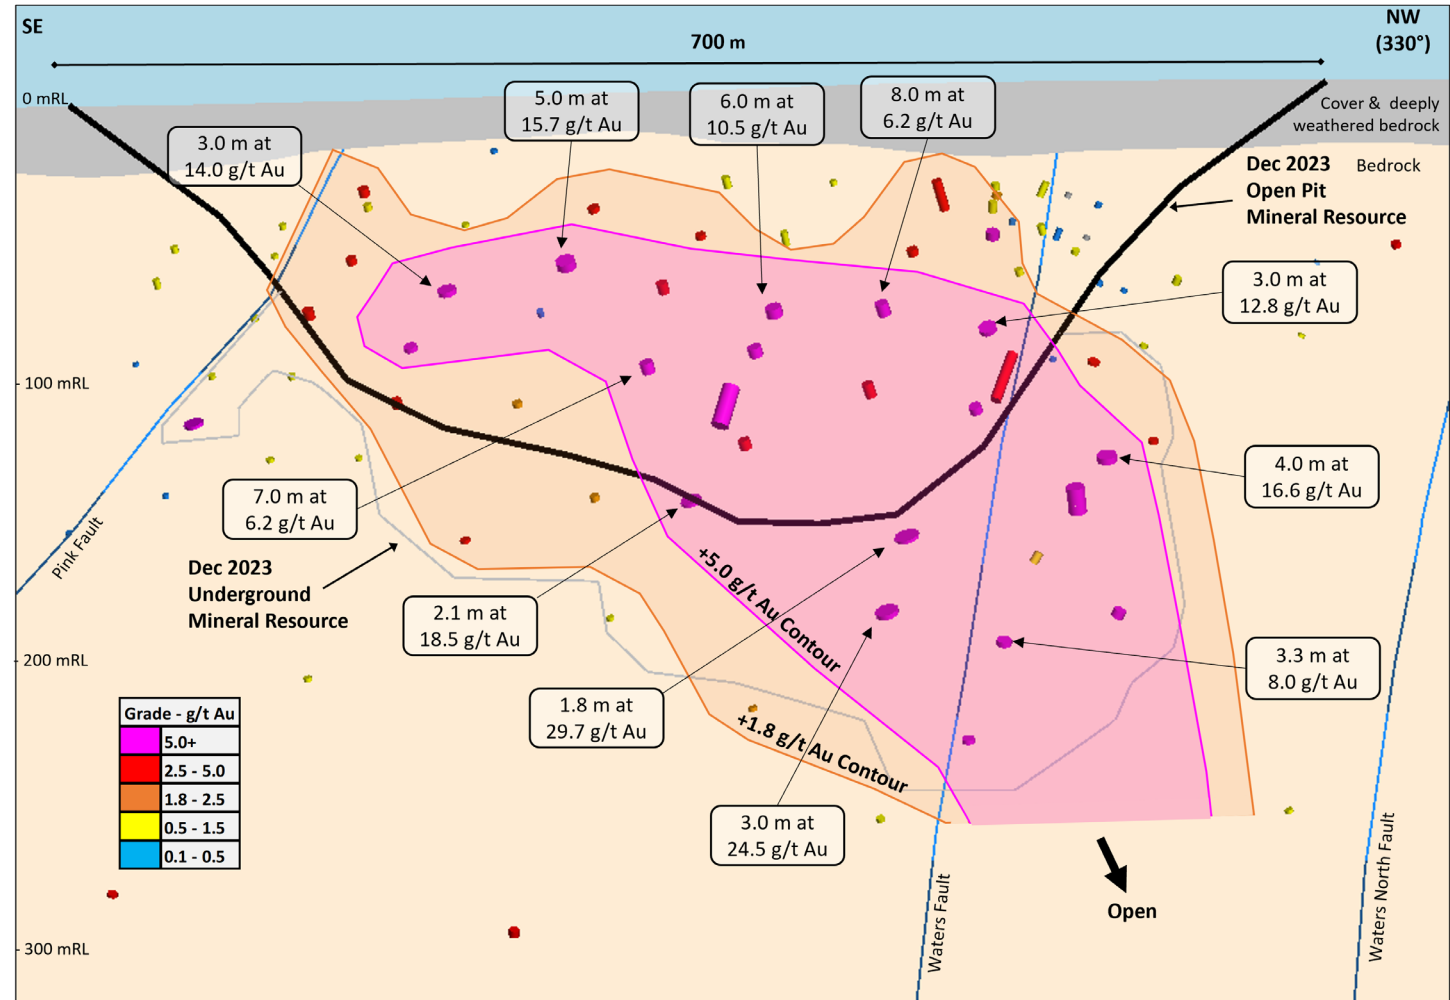 SE
NW
(330°)
700 m
0 mRL
Cover & deeply
weathered bedrock
Bedrock
3.0 m at
14.0 g/t Au
5.0 m at
15.7 g/t Au
6.0 m at
10.5 g/t Au
8.0 m at
6.2 g/t Au
Dec 2023
Open Pit
Mineral Resource
3.0 m at
12.8 g/t Au
100 mRL
4.0 m at
16.6 g/t Au
7.0 m at
6.2 g/t Au
Pink Fault
Dec 2023
Underground
Mineral Resource
2.1 m at
18.5 g/t Au
+5.0 g/t Au Contour
200 mRL
3.3 m at
8.0 g/t Au
1.8 m at
29.7 g/t Au
+1.8 g/t Au Contour
3.0 m at
24.5 g/t Au
Grade - g/t Au
5.0+
2.5 - 5.0
1.8 - 2.5
0.5 - 1.5
0.1 - 0.5
Open
Waters Fault
Waters North Fault
300 mRL